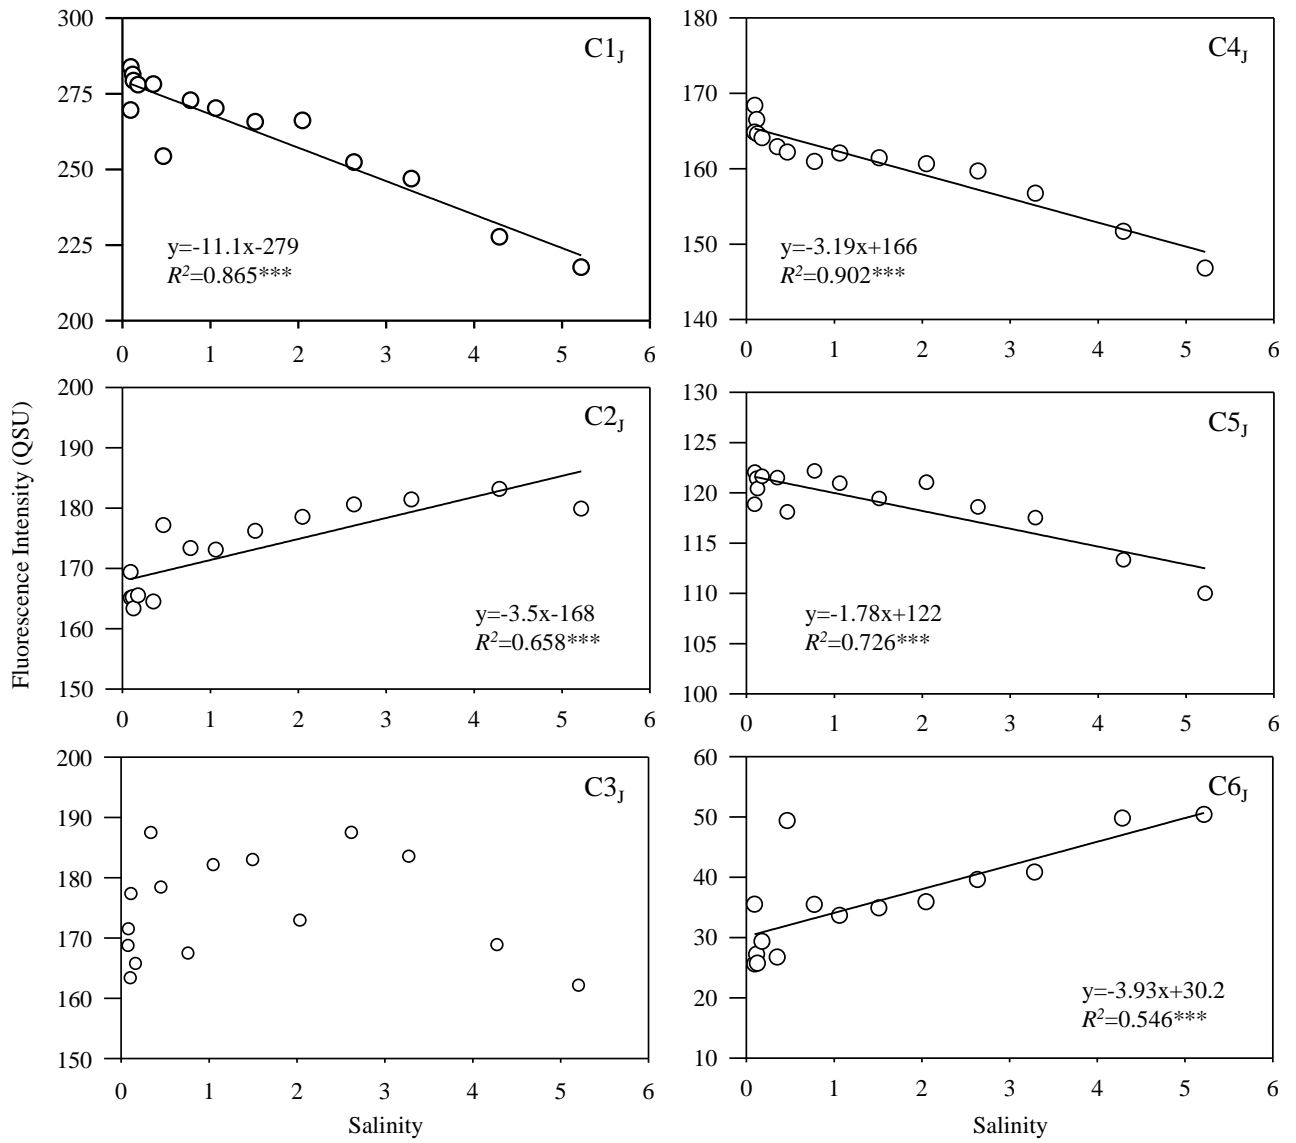 300
275
250
225
200
C1J
y=-11.1x-279
R2=0.865***
0 1 2 3 4 5 6
180
170
160
150
140
C4J
y=-3.19x+166
R2=0.902***
0 1 2 3 4 5 6
Fluorescence Intensity (QSU)
200
190
180
170
160
150
C2J
y=-3.5x-168
R2=0.658***
0 1 2 3 4 5 6
130
125
120
115
110
105
100
C5J
y=-1.78x+122
R2=0.726***
0 1 2 3 4 5 6
200
190
180
170
160
150
C3J
0 1 2 3 4 5 6
Salinity
60
50
40
30
20
10
C6J
y=-3.93x+30.2
R2=0.546***
0 1 2 3 4 5 6
Salinity